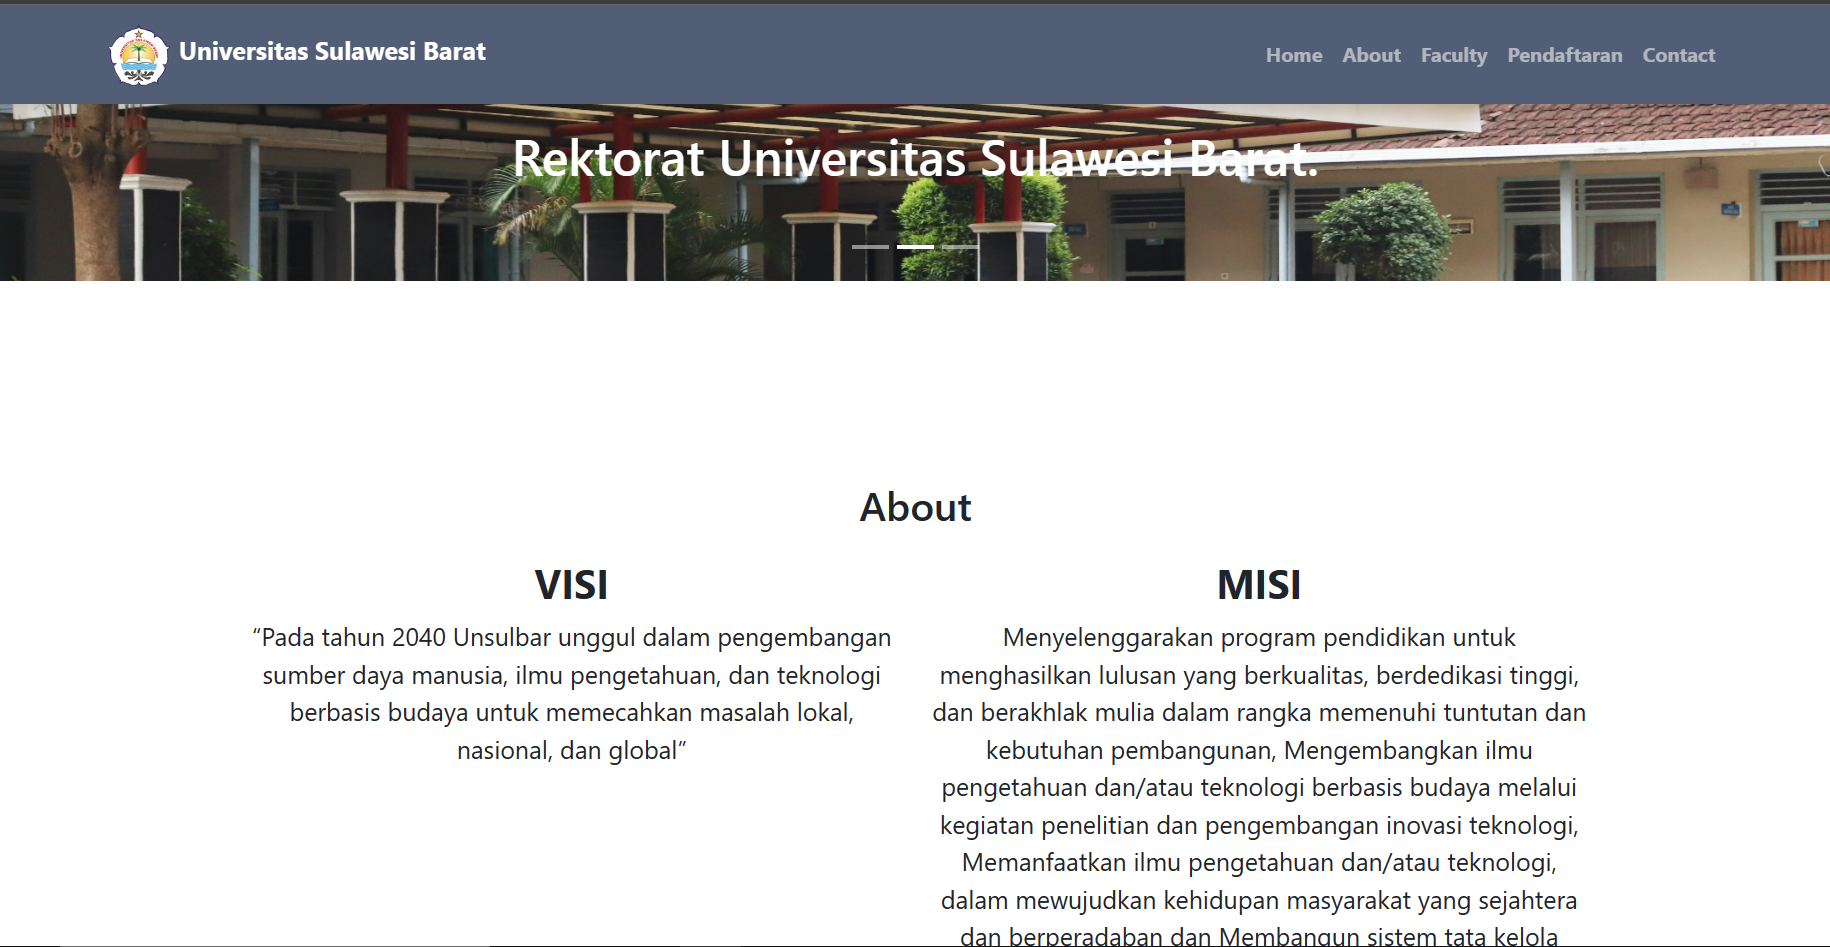 Universitas Sulawesi Barat
Home About Faculty Pendaftaran Contact
Rektorat Universitas Sulawesi Barat.
About
VISI
“Pada tahun 2040 Unsulbar unggul dalam pengembangan
sumber daya manusia, ilmu pengetahuan, dan teknologi
berbasis budaya untuk memecahkan masalah lokal,
nasional, dan global”
MISI
Menyelenggarakan program pendidikan untuk
menghasilkan lulusan yang berkualitas, berdedikasi tinggi,
dan berakhlak mulia dalam rangka memenuhi tuntutan dan
kebutuhan pembangunan, Mengembangkan ilmu
pengetahuan dan/atau teknologi berbasis budaya melalui
kegiatan penelitian dan pengembangan inovasi teknologi,
Memanfaatkan ilmu pengetahuan dan/atau teknologi,
dalam mewujudkan kehidupan masyarakat yang sejahtera
dan berperadaban dan Membangun sistem tata kelola